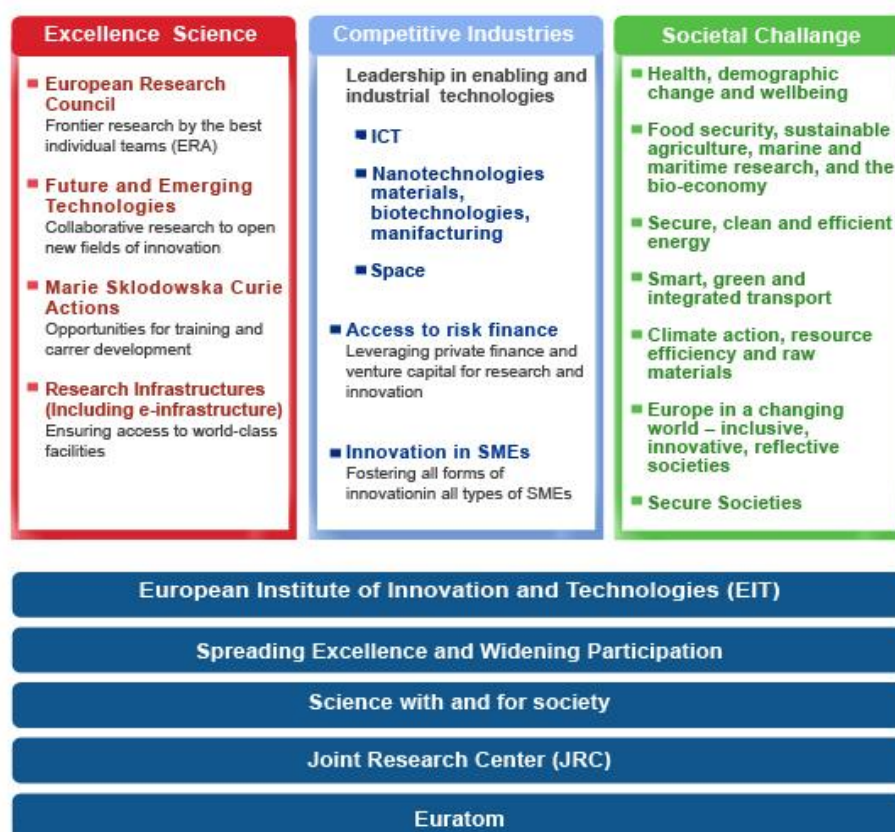 Excellence Science
European Research
Council
Frontier research by the best
individual teams (ERA)
Future and Emerging
Technologies
Collaborative research to open
new fields of innovation
Marie Sklodowska Curie
Actions
Opportunities for training and
carrer development
Research Infrastructures
(Including e-infrastructure)
Ensuring access to world-class
facilities
Competitive Industries
Leadership in enabling and
industrial technologies
ICT
Nanotechnologies
materials,
biotechnologies,
manifacturing
Space
Access to risk finance
Leveraging private finance and
venture capital for research and
innovation
Innovation in SMEs
Fostering all forms of
innovationin all types of SMEs
Societal Challange
Health, demographic
change and wellbeing
Food security, sustainable
agriculture, marine and
maritime research, and the
bio-economy
Secure, clean and efficient
energy
Smart, green and
integrated transport
Climate action, resource
efficiency and raw
materials
Europe in a changing
world – inclusive,
innovative, reflective
societies
Secure Societies
European Institute of Innovation and Technologies (EIT)
Spreading Excellence and Widening Participation
Science with and for society
Joint Research Center (JRC)
Euratom